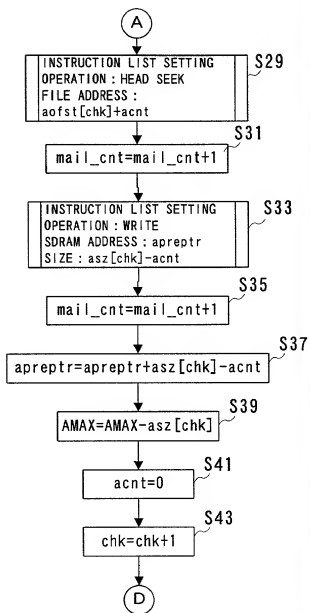 A
INSTRUCTION LIST SETTING
OPERATION : HEAD SEEK
FILE ADDRESS :
aofst[chk]+acnt
S29
mail_cnt=mail_cnt+1
S31
INSTRUCTION LIST SETTING
OPERATION : WRITE
SDRAM ADDRESS : apreptr
SIZE : asz[chk]-acnt
S33
mail_cnt=mail_cnt+1
S35
apreptr=apreptr+asz[chk]-acnt
S37
AMAX=AMAX-asz[chk]
S39
acnt=0
S41
chk=chk+1
S43
D